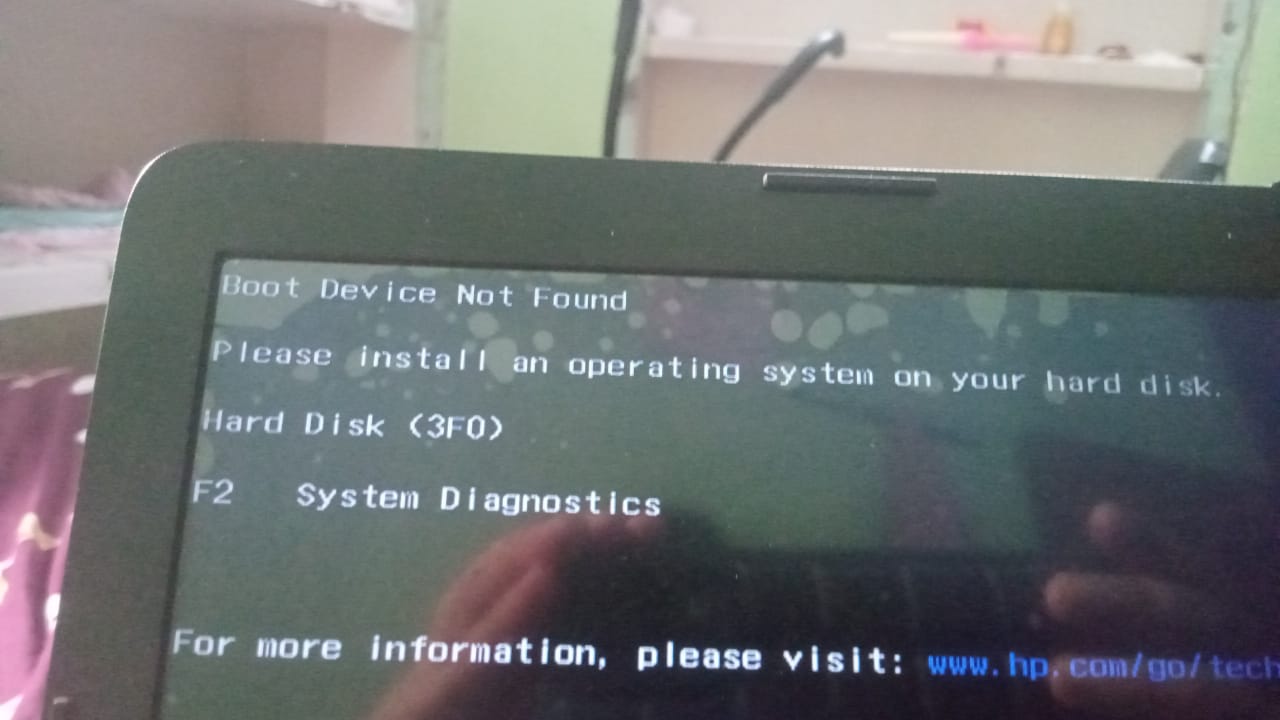 Boot Device Not Found
Please install an operating system on your hard disk.
Hard Disk (3F0)
F2 System Diagnostics
For more information, please visit: www.hp.com/go/tech